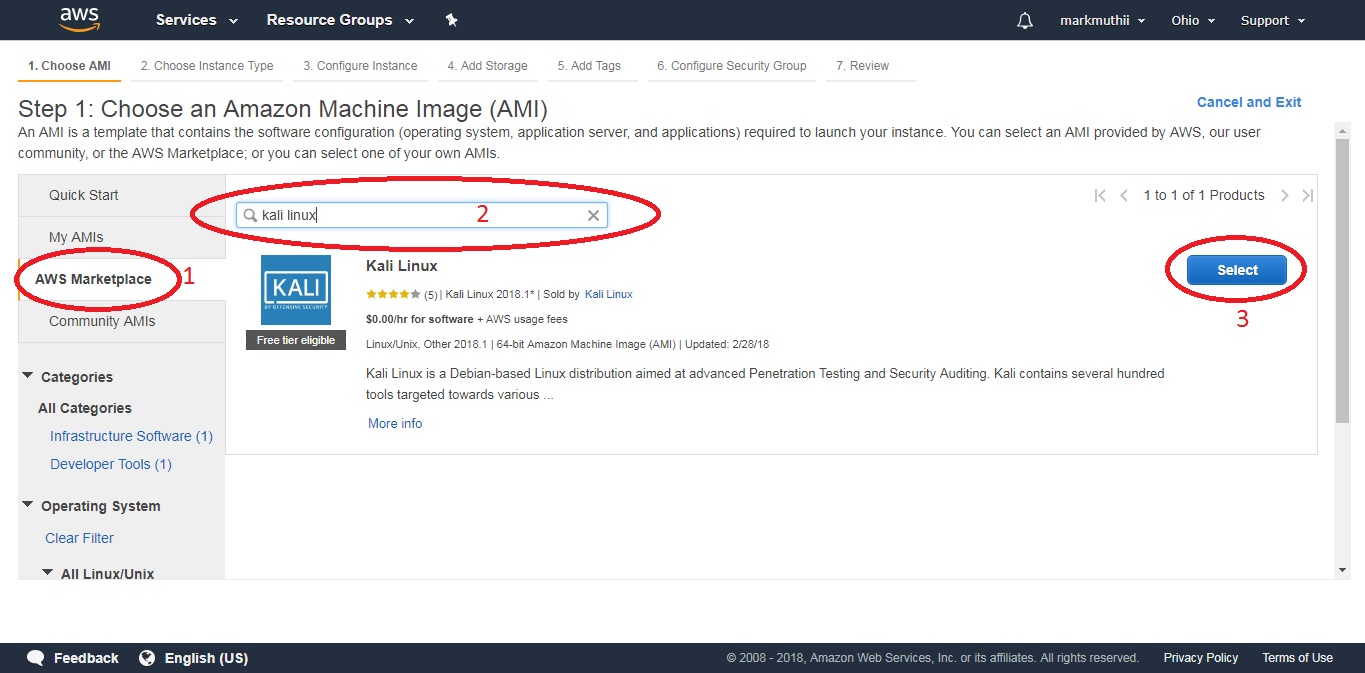 aws Services Resource Groups markmuthii Ohio Support
1. Choose AMI 2. Choose Instance Type 3. Configure Instance 4. Add Storage 5. Add Tags 6. Configure Security Group 7. Review
Step 1: Choose an Amazon Machine Image (AMI)
Cancel and Exit
An AMI is a template that contains the software configuration (operating system, application server, and applications) required to launch your instance. You can select an AMI provided by AWS, our user
community, or the AWS Marketplace; or you can select one of your own AMIs.
Quick Start
My AMIs
AWS Marketplace
1
Community AMIs
Categories
All Categories
Infrastructure Software (1)
Developer Tools (1)
Operating System
Clear Filter
All Linux/Unix
kali linux
2
1 to 1 of 1 Products
KALI
BY OFFENSIVE SECURITY
Free tier eligible
Kali Linux
(5) | Kali Linux 2018.1* | Sold by Kali Linux
$0.00/hr for software + AWS usage fees
Linux/Unix, Other 2018.1 | 64-bit Amazon Machine Image (AMI) | Updated: 2/28/18
Kali Linux is a Debian-based Linux distribution aimed at advanced Penetration Testing and Security Auditing. Kali contains several hundred
tools targeted towards various ...
More info
Select
3
Feedback English (US) © 2008 - 2018, Amazon Web Services, Inc. or its affiliates. All rights reserved. Privacy Policy Terms of Use